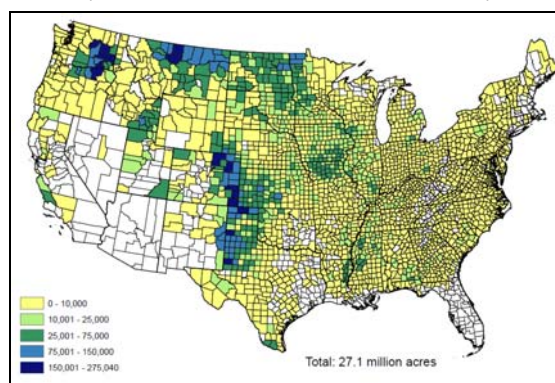 0 - 10,000
10,001 - 25,000
25,001 - 75,000
75,001 - 150,000
150,001 - 275,040
Total: 27.1 million acres